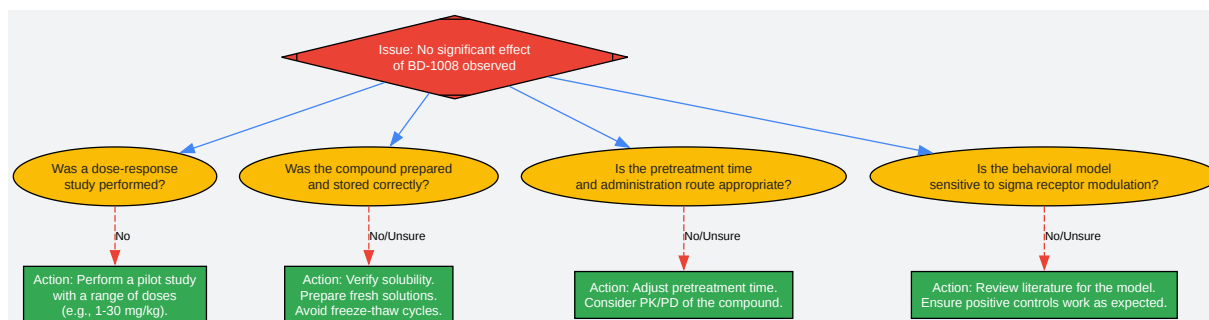 Issue: No significant effect
of BD-1008 observed
Was a dose-response
study performed?
Was the compound prepared
and stored correctly?
Is the pretreatment time
and administration route appropriate?
Is the behavioral model
sensitive to sigma receptor modulation?
No
No/Unsure
No/Unsure
No/Unsure
Action: Perform a pilot study
with a range of doses
(e.g., 1-30 mg/kg).
Action: Verify solubility.
Prepare fresh solutions.
Avoid freeze-thaw cycles.
Action: Adjust pretreatment time.
Consider PK/PD of the compound.
Action: Review literature for the model.
Ensure positive controls work as expected.